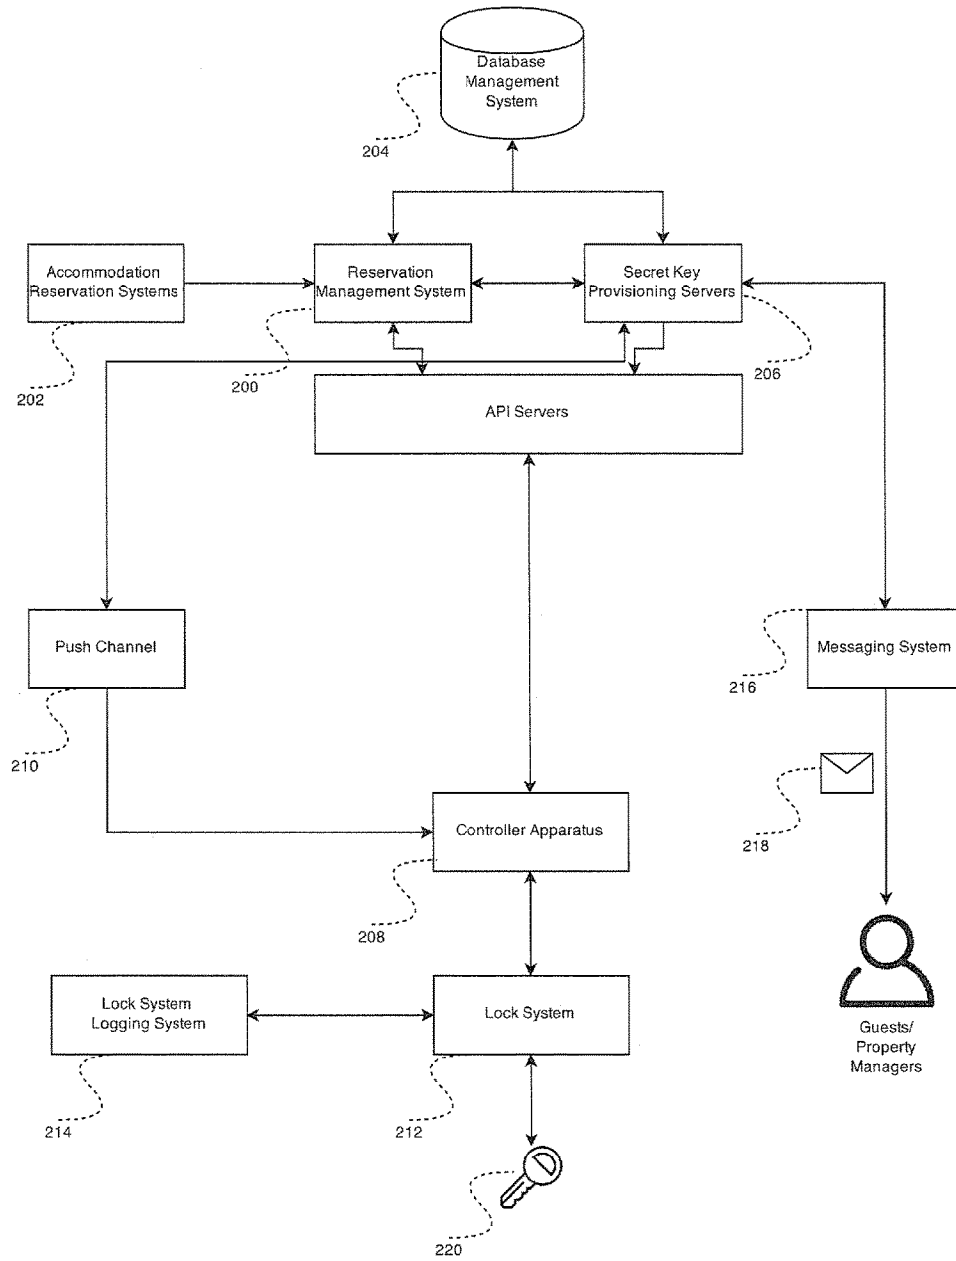 Database
Management
System
204
Accommodation
Reservation Systems
Reservation
Management System
Secret Key
Provisioning Servers
202
200
206
API Servers
Push Channel
Messaging System
216
210
218
Controller Apparatus
208
Lock System
Logging System
Lock System
Guests/
Property
Managers
214
212
220